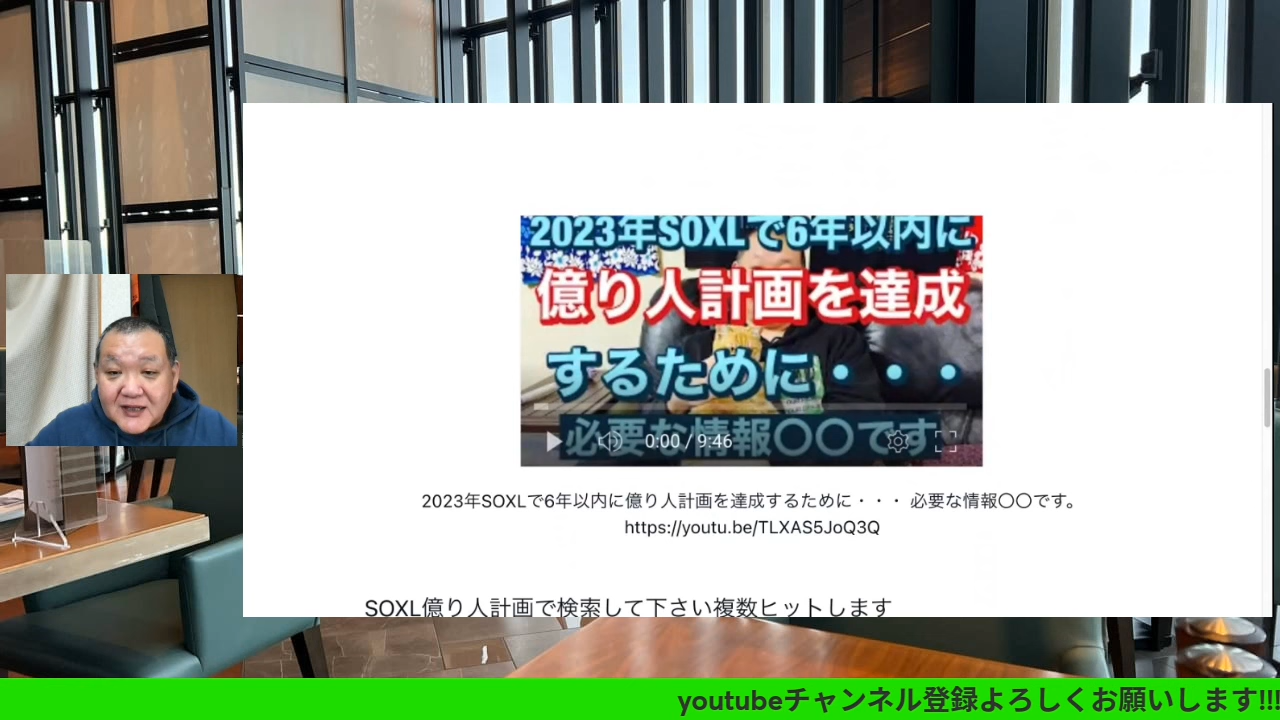 2023年SOXLで6年以内に
億り人計画を達成
するために・・・
必要な情報〇〇です
0:00 / 9:46
2023年SOXLで6年以内に億り人計画を達成するために・・・ 必要な情報〇〇です。
https://youtu.be/TLXAS5JoQ3Q
SOXL億り人計画で検索して下さい複数ヒットします
youtubeチャンネル登録よろしくお願いします!!!